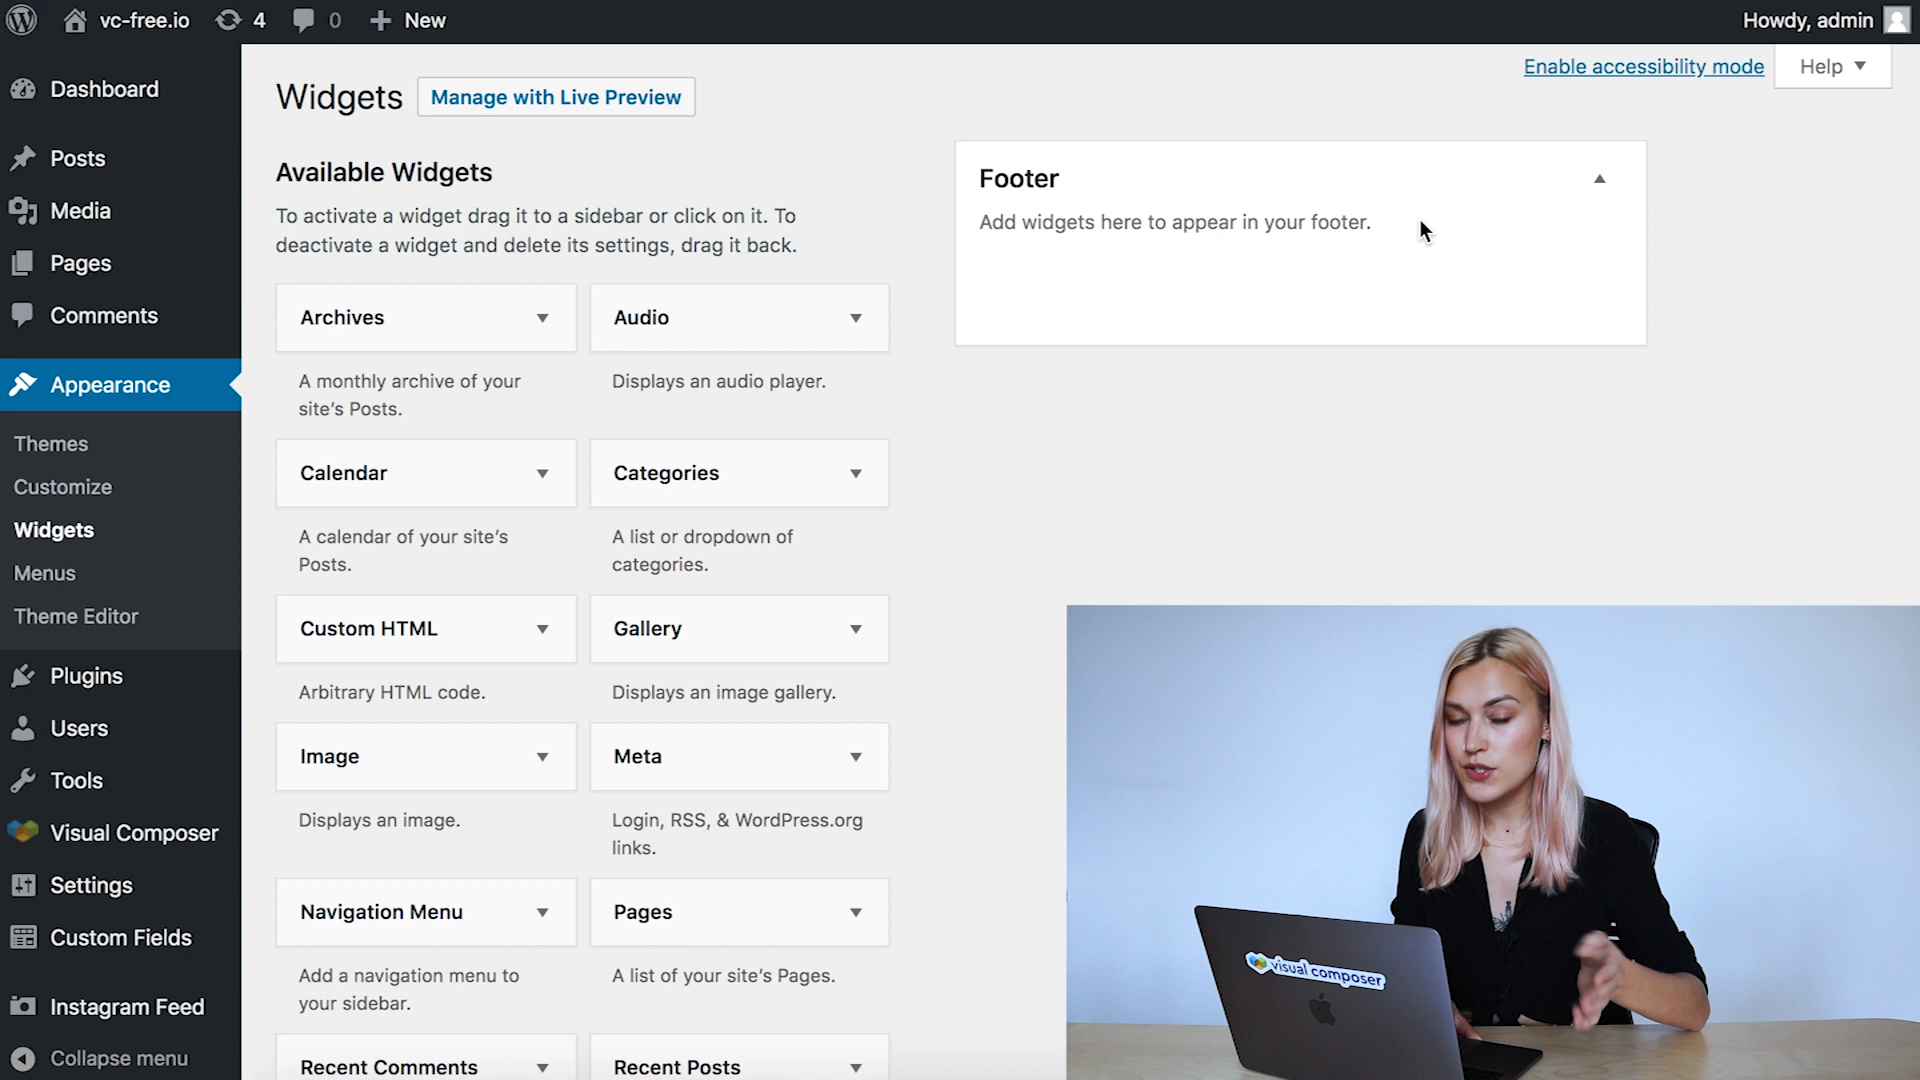 vc-free.io 4 0 New Howdy, admin
Enable accessibility mode Help
Dashboard
Posts
Media
Pages
Comments
Appearance
Themes
Customize
Widgets
Menus
Theme Editor
Plugins
Users
Tools
Visual Composer
Settings
Custom Fields
Instagram Feed
Collapse menu
Widgets Manage with Live Preview
Available Widgets
To activate a widget drag it to a sidebar or click on it. To
deactivate a widget and delete its settings, drag it back.
Archives
A monthly archive of your
site's Posts.
Audio
Displays an audio player.
Calendar
A calendar of your site's
Posts.
Categories
A list or dropdown of
categories.
Custom HTML
Arbitrary HTML code.
Gallery
Displays an image gallery.
Image
Displays an image.
Meta
Login, RSS, & WordPress.org
links.
Navigation Menu
Add a navigation menu to
your sidebar.
Pages
A list of your site's Pages.
Recent Comments
Recent Posts
Footer
Add widgets here to appear in your footer.
visual composer